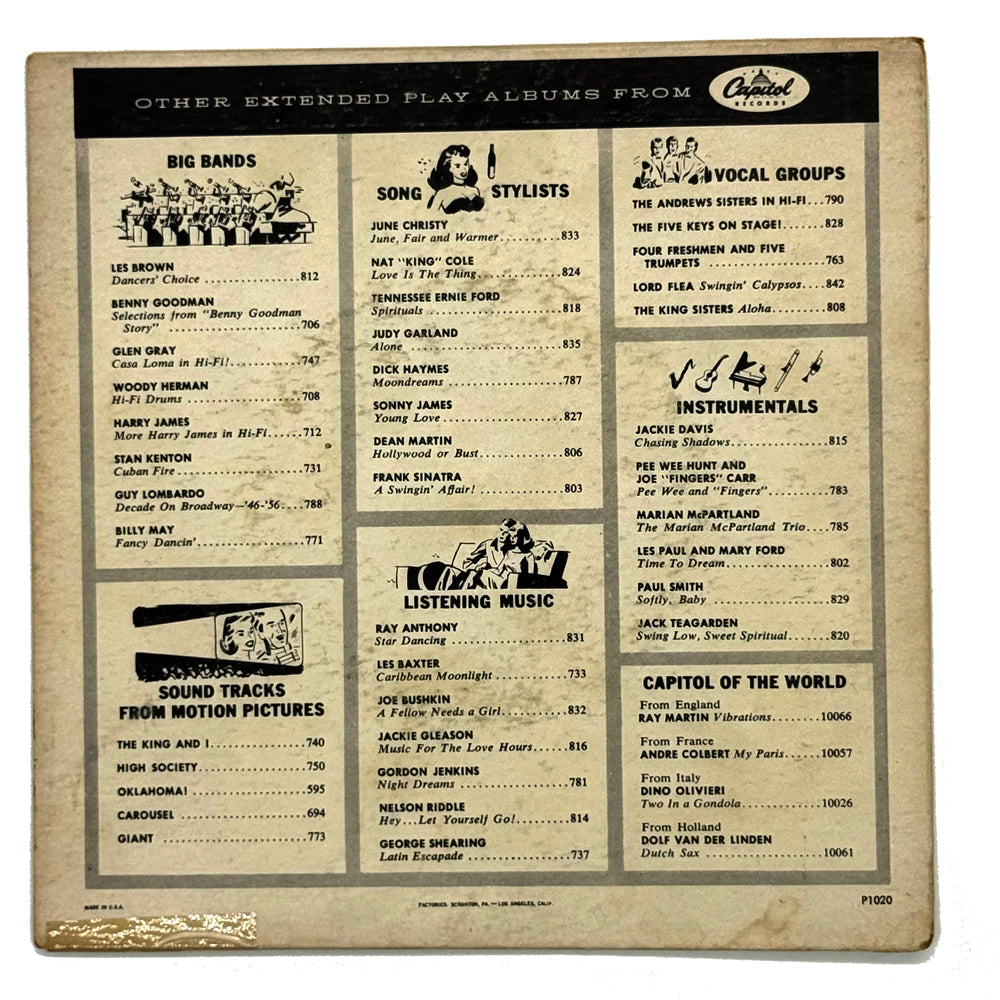 OTHER EXTENDED PLAY ALBUMS FROM
Capitol
RECORDS
BIG BANDS
LES BROWN
Dancers' Choice ................812
BENNY GOODMAN
Selections from "Benny Goodman
Story" ......................706
GLEN GRAY
Casa Loma in Hi-Fi!............747
WOODY HERMAN
Hi-Fi Drums ..................708
HARRY JAMES
More Harry James in Hi-Fi......712
STAN KENTON
Cuban Fire.....................731
GUY LOMBARDO
Decade On Broadway—'46-'56....788
BILLY MAY
Fancy Dancin'..................771
SOUND TRACKS
FROM MOTION PICTURES
THE KING AND I................740
HIGH SOCIETY..................750
OKLAHOMA! ....................595
CAROUSEL .....................694
GIANT ........................773
SONG STYLISTS
JUNE CHRISTY
June, Fair and Warmer..........833
NAT "KING" COLE
Love Is The Thing..............824
TENNESSEE ERNIE FORD
Spirituals .....................818
JUDY GARLAND
Alone .........................835
DICK HAYMES
Moondreams ...................787
SONNY JAMES
Young Love....................827
DEAN MARTIN
Hollywood or Bust..............806
FRANK SINATRA
A Swingin' Affair! .............803
LISTENING MUSIC
RAY ANTHONY
Star Dancing ..................831
LES BAXTER
Caribbean Moonlight ............733
JOE BUSHKIN
A Fellow Needs a Girl...........832
JACKIE GLEASON
Music For The Love Hours......816
GORDON JENKINS
Night Dreams ..................781
NELSON RIDDLE
Hey...Let Yourself Go!.........814
GEORGE SHEARING
Latin Escapade .................737
VOCAL GROUPS
THE ANDREWS SISTERS IN HI-FI...790
THE FIVE KEYS ON STAGE!.......828
FOUR FRESHMEN AND FIVE
TRUMPETS ...................763
LORD FLEA Swingin' Calypsos....842
THE KING SISTERS Aloha.........808
INSTRUMENTALS
JACKIE DAVIS
Chasing Shadows................815
PEE WEE HUNT AND
JOE "FINGERS" CARR
Pee Wee and "Fingers"..........783
MARIAN McPARTLAND
The Marian McPartland Trio....785
LES PAUL AND MARY FORD
Time To Dream.................802
PAUL SMITH
Softly, Baby ...................829
JACK TEAGARDEN
Swing Low, Sweet Spiritual.......820
CAPITOL OF THE WORLD
From England
RAY MARTIN Vibrations........10066
From France
ANDRE COLBERT My Paris......10057
From Italy
DINO OLIVIERI
Two In a Gondola..............10026
From Holland
DOLF VAN DER LINDEN
Dutch Sax ....................10061
MADE IN U.S.A.
FACTORIES: SCRANTON, PA. — LOS ANGELES, CALIF.
P1020